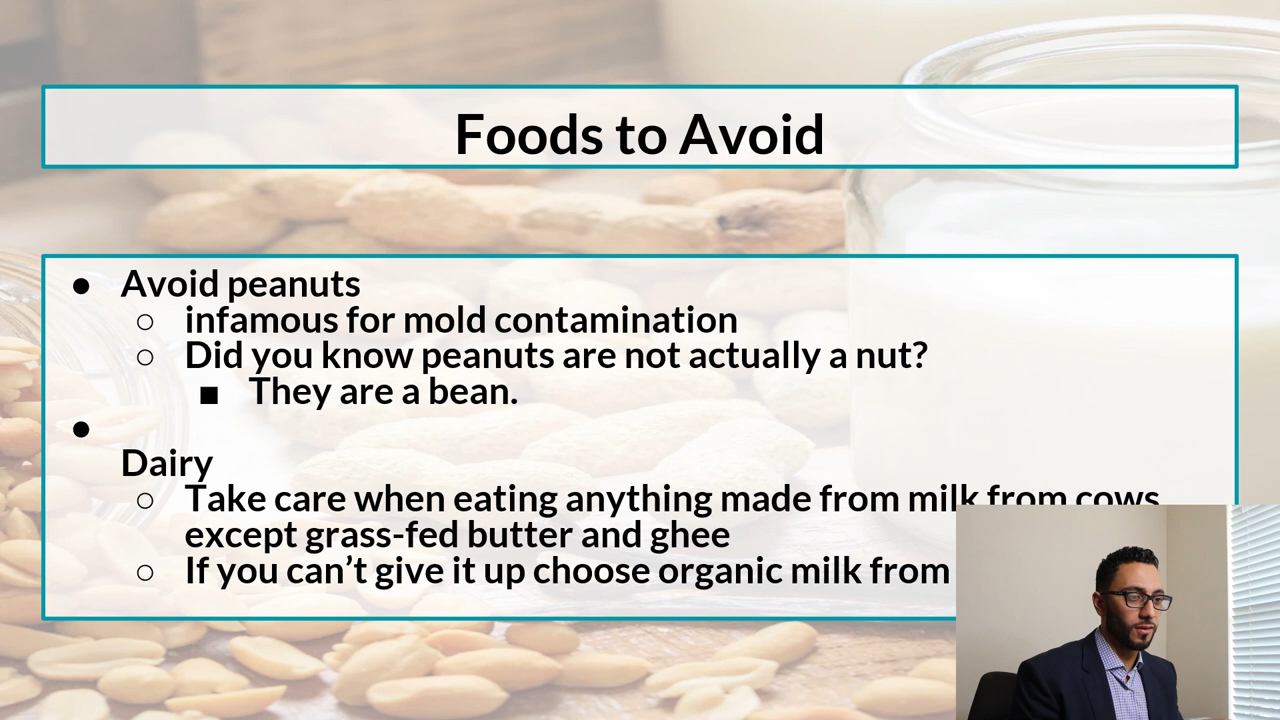 Foods to Avoid
● Avoid peanuts
○ infamous for mold contamination
○ Did you know peanuts are not actually a nut?
■ They are a bean.
●
Dairy
○ Take care when eating anything made from milk from cows
except grass-fed butter and ghee
○ If you can’t give it up choose organic milk from